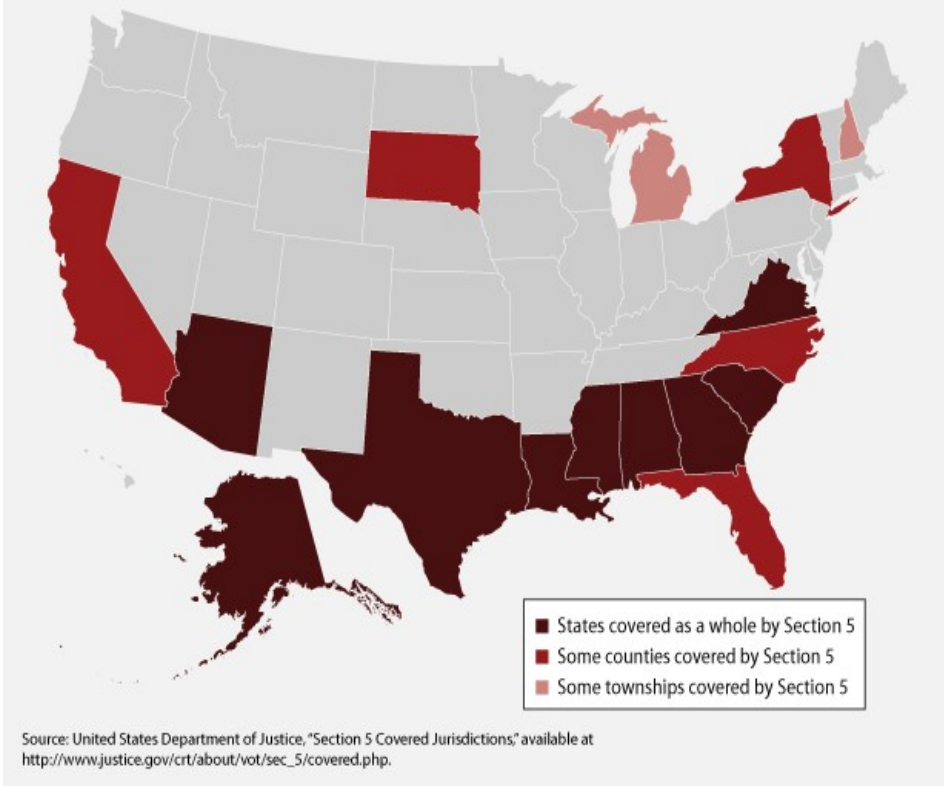 States covered as a whole by Section 5
Some counties covered by Section 5
Some townships covered by Section 5
Source: United States Department of Justice, "Section 5 Covered Jurisdictions," available at
http://www.justice.gov/crt/about/vot/sec_5/covered.php.